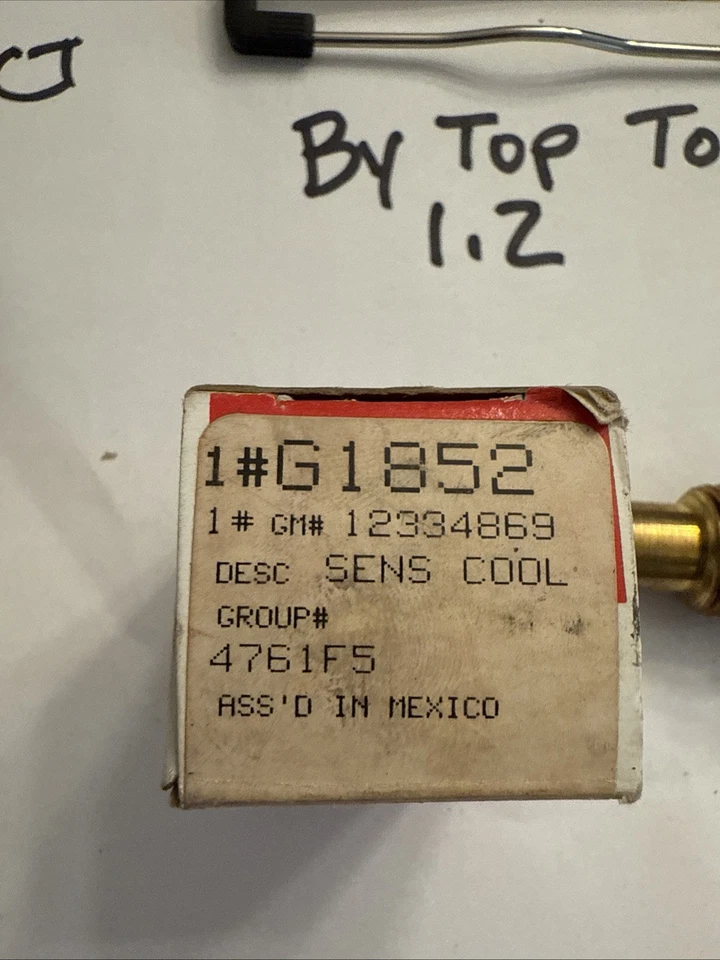 By Top To
1.2
1#G1852
1# GM# 12334869
DESC SENS COOL
GROUP#
4761F5
ASS'D IN MEXICO